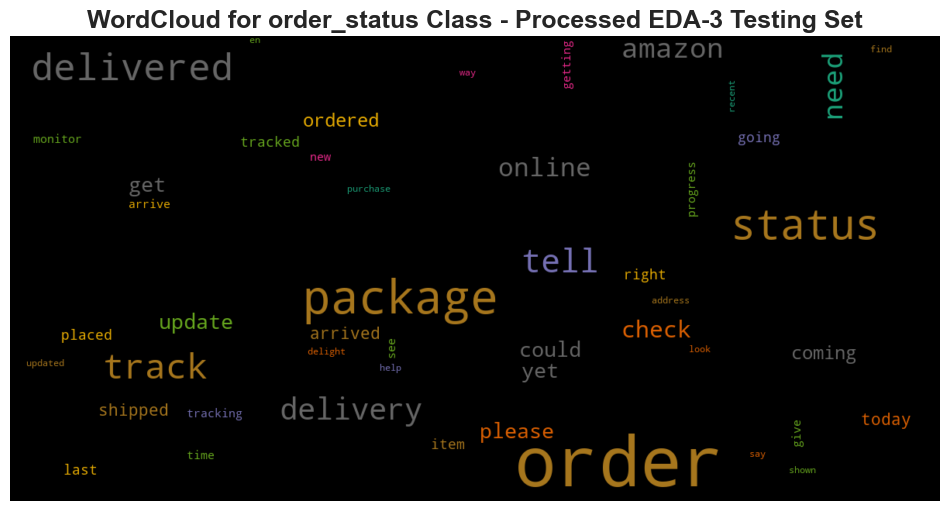 WordCloud for order_status Class - Processed EDA-3 Testing Set
en
delivered
way
getting
amazon
find
need
recent
ordered
monitor
tracked
going
new
online
get
purchase
progress
arrive
status
tell
right
package
address
update
placed
arrived
see
check
delight
look
could
coming
updated
track
help
yet
shipped
tracking
delivery
today
please
give
item
order
say
time
last
shown